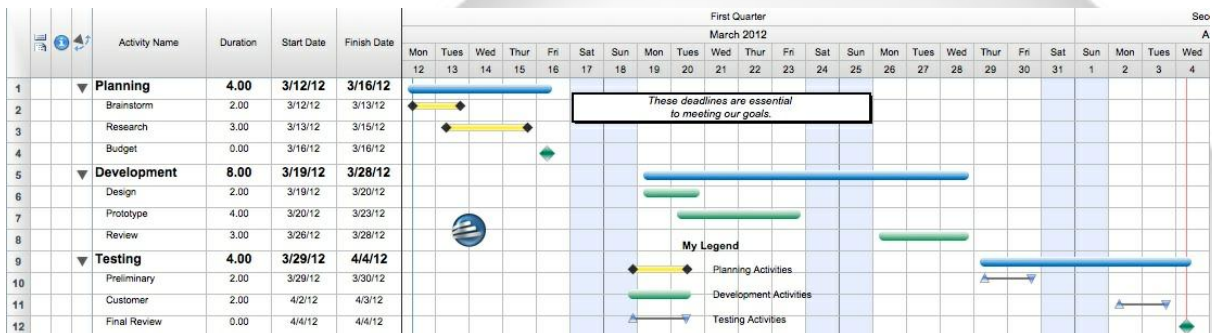 First Quarter Seo
March 2012 A
Activity Name Duration Start Date Finish Date Mon Tues Wed Thur Fri Sat Sun Mon Tues Wed Thur Fri Sat Sun Mon Tues Wed Thur Fri Sat Sun Mon Tues Wed
12 13 14 15 16 17 18 19 20 21 22 23 24 25 26 27 28 29 30 31 1 2 3 4
1 Planning 4.00 3/12/12 3/16/12
2 Brainstorm 2.00 3/12/12 3/13/12
These deadlines are essential
to meeting our goals.
3 Research 3.00 3/13/12 3/15/12
4 Budget 0.00 3/16/12 3/16/12
5 Development 8.00 3/19/12 3/28/12
6 Design 2.00 3/19/12 3/20/12
7 Prototype 4.00 3/20/12 3/23/12
8 Review 3.00 3/26/12 3/28/12
My Legend
9 Testing 4.00 3/29/12 4/4/12
10 Preliminary 2.00 3/29/12 3/30/12 Planning Activities
11 Customer 2.00 4/2/12 4/3/12 Development Activities
12 Final Review 0.00 4/4/12 4/4/12 Testing Activities